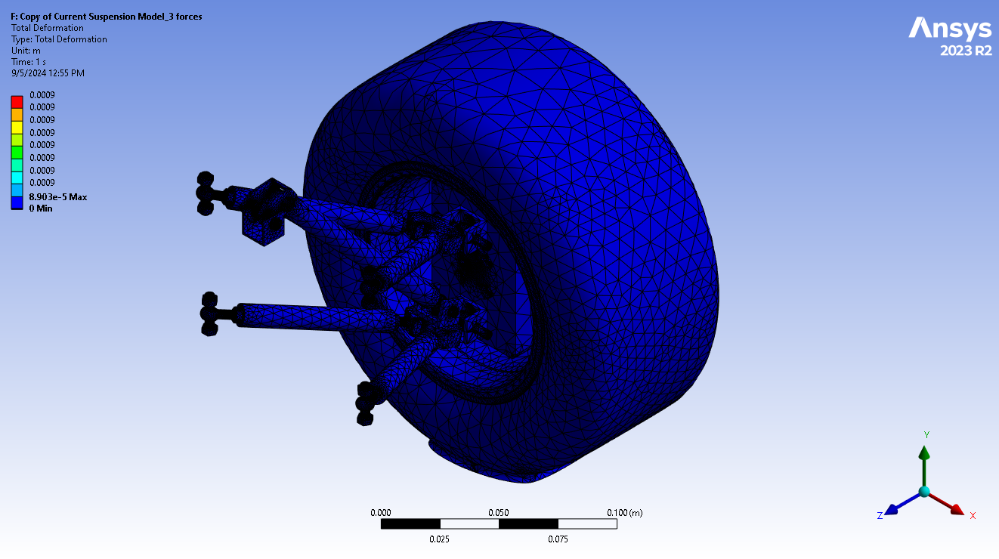 F: Copy of Current Suspension Model_3 forces
Total Deformation
Type: Total Deformation
Unit: m
Time: 1 s
9/5/2024 12:55 PM
Ansys
2023 R2
0.0009
0.0009
0.0009
0.0009
0.0009
0.0009
0.0009
0.0009
8.903e-5 Max
0 Min
0.000
0.050
0.100 (m)
0.025
0.075
Y
Z
X